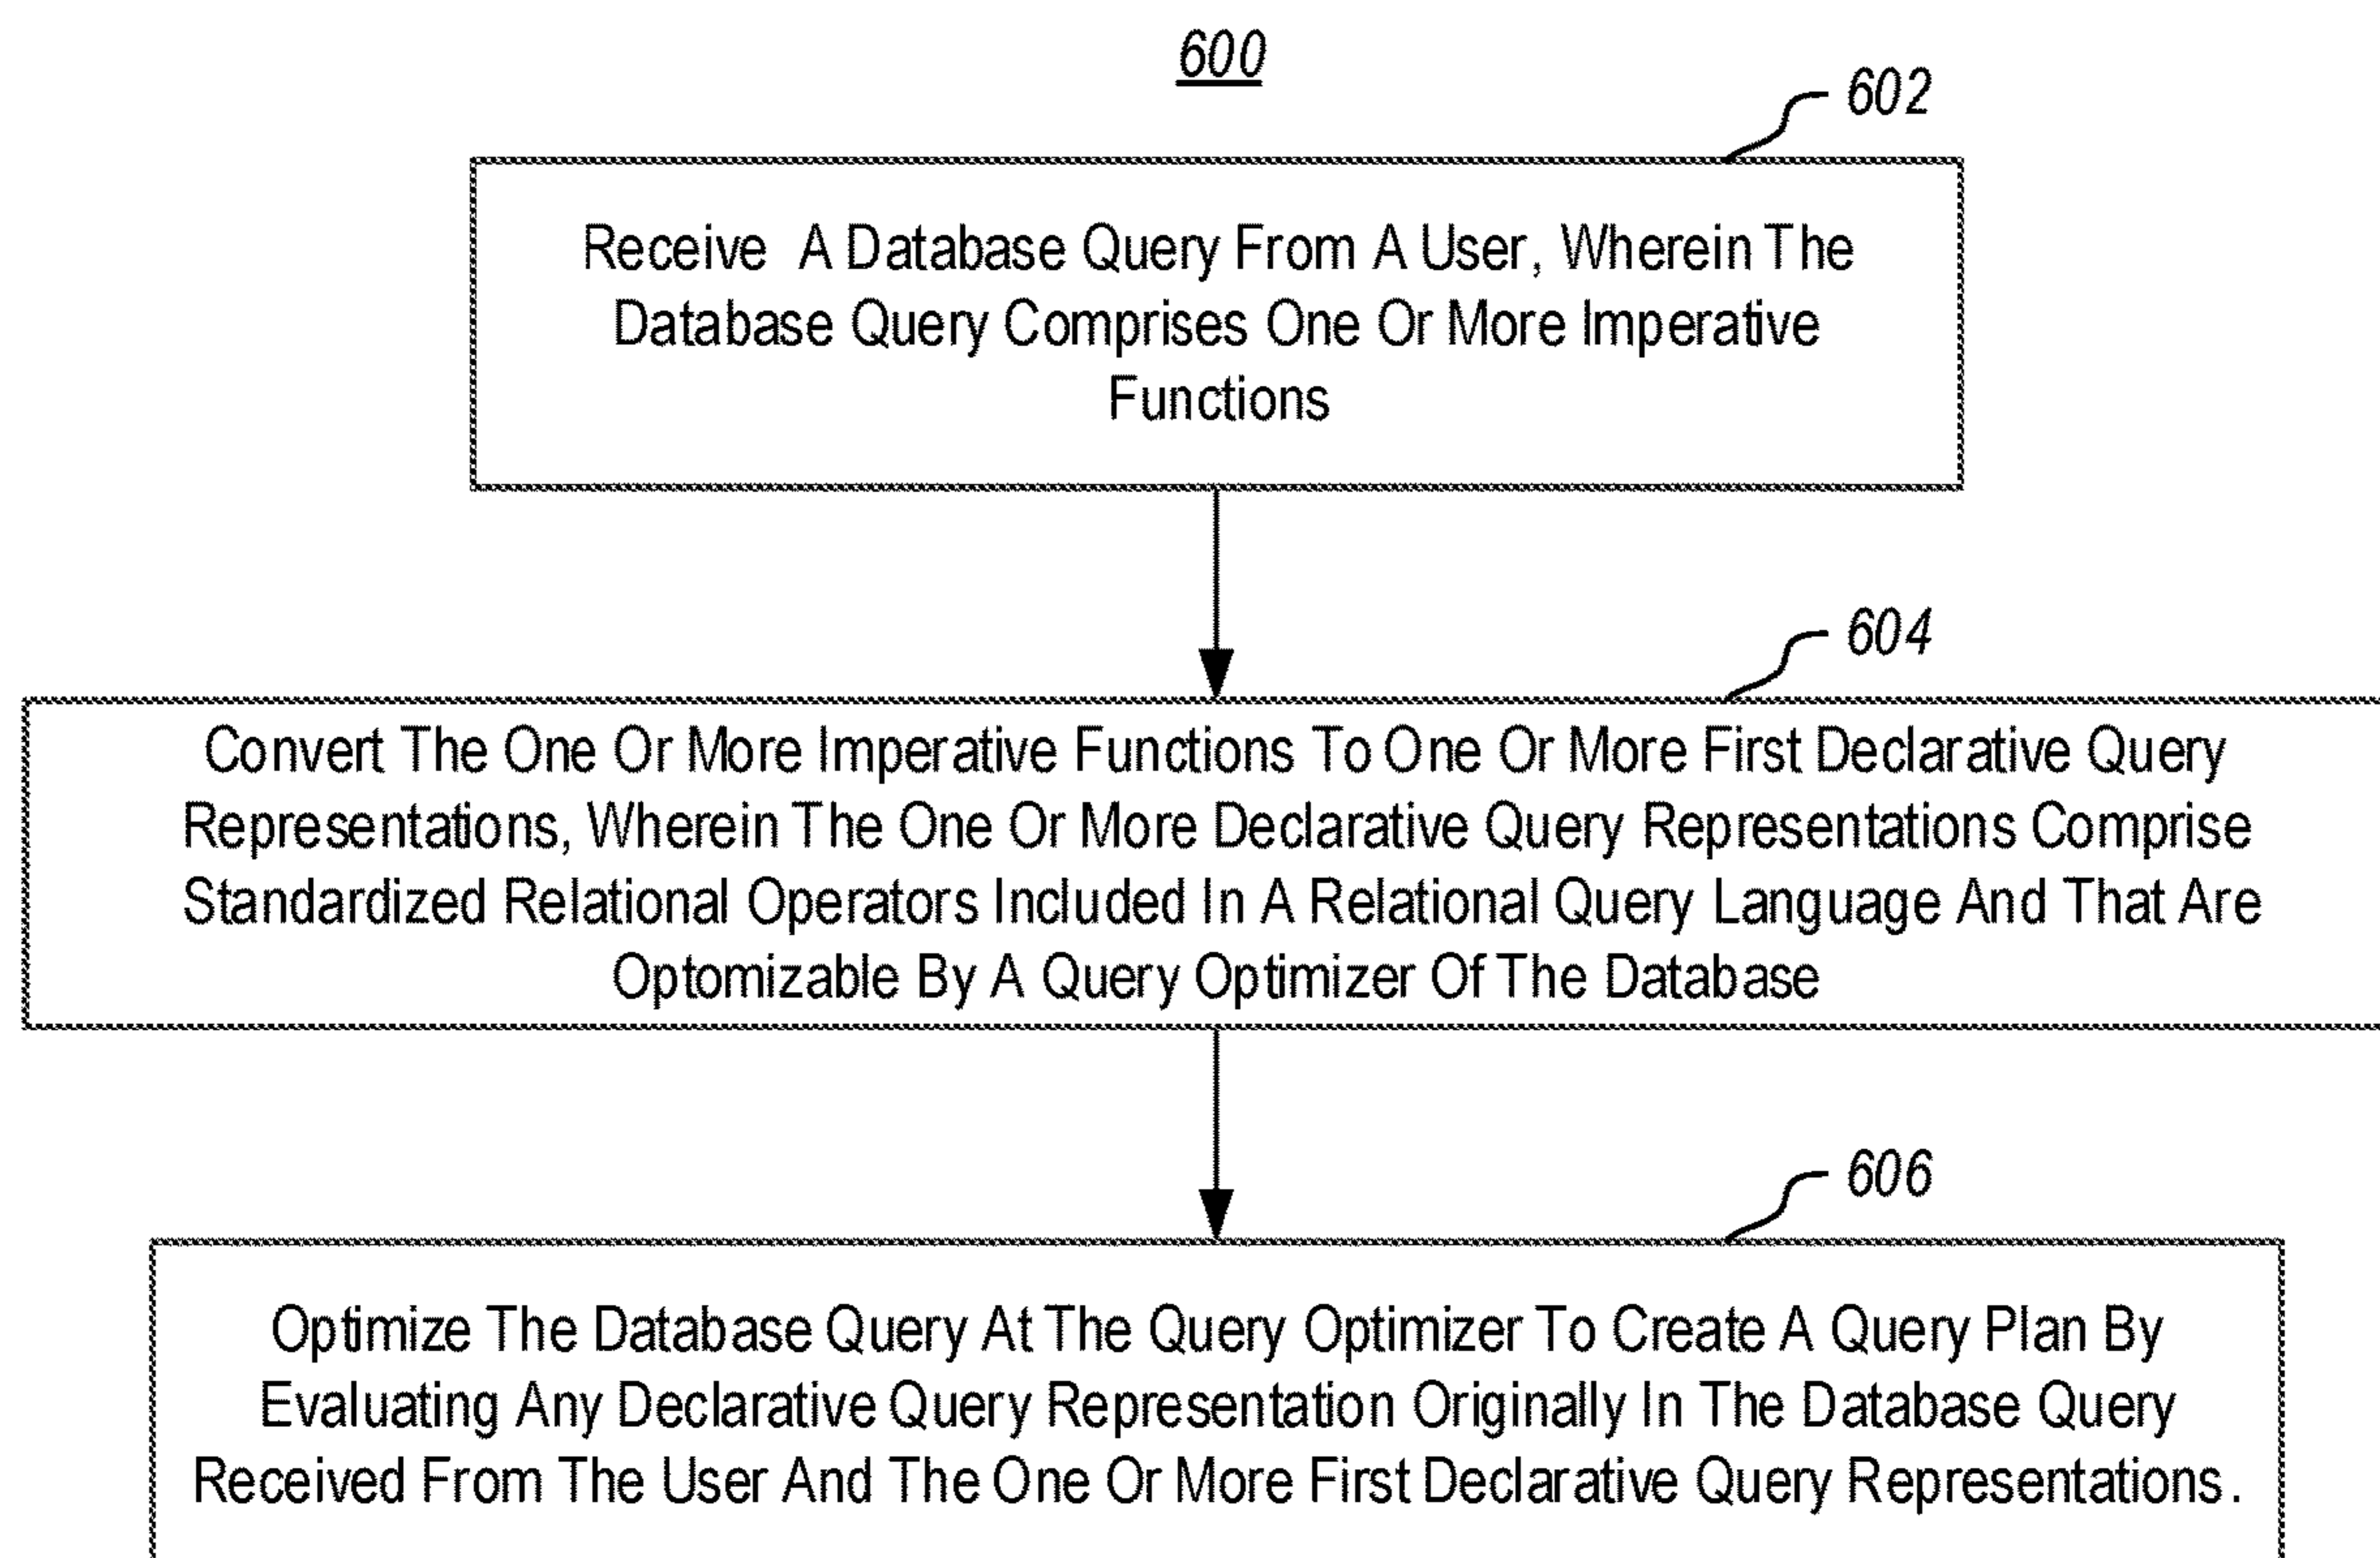 600
602
Receive A Database Query From A User, Wherein The
Database Query Comprises One Or More Imperative
Functions
604
Convert The One Or More Imperative Functions To One Or More First Declarative Query
Representations, Wherein The One Or More Declarative Query Representations Comprise
Standardized Relational Operators Included In A Relational Query Language And That Are
Optomizable By A Query Optimizer Of The Database
606
Optimize The Database Query At The Query Optimizer To Create A Query Plan By
Evaluating Any Declarative Query Representation Originally In The Database Query
Received From The User And The One Or More First Declarative Query Representations.